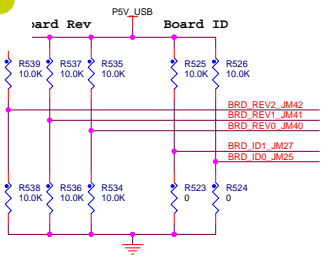 P5V_USB
ard Rev Board ID
R539 R537 R535 R525 R526
10.0K 10.0K 10.0K 10.0K 10.0K
BRD_REV2_JM42
BRD_REV1_JM41
BRD_REV0_JM40
BRD_ID1_JM27
BRD_ID0_JM25
R538 R536 R534 R523 R524
10.0K 10.0K 10.0K 0 0